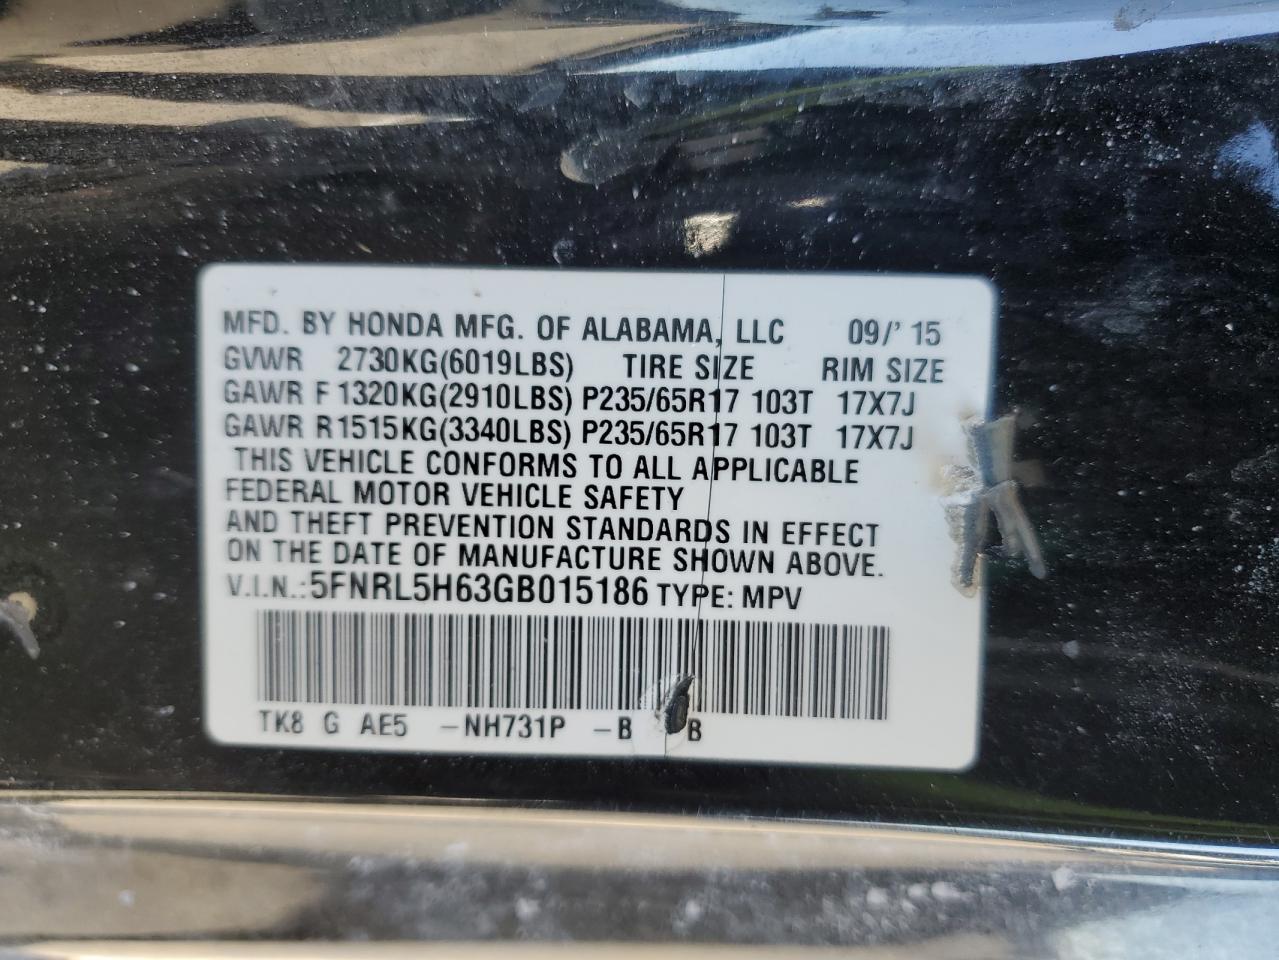 MFD. BY HONDA MFG. OF ALABAMA, LLC 09/' 15
GVWR 2730KG(6019LBS) TIRE SIZE RIM SIZE
GAWR F 1320KG(2910LBS) P235/65R17 103T 17X7J
GAWR R1515KG(3340LBS) P235/65R17 103T 17X7J
THIS VEHICLE CONFORMS TO ALL APPLICABLE
FEDERAL MOTOR VEHICLE SAFETY
AND THEFT PREVENTION STANDARDS IN EFFECT
ON THE DATE OF MANUFACTURE SHOWN ABOVE.
V.I.N.:5FNRL5H63GB015186 TYPE: MPV
TK8 G AE5 -NH731P -B B